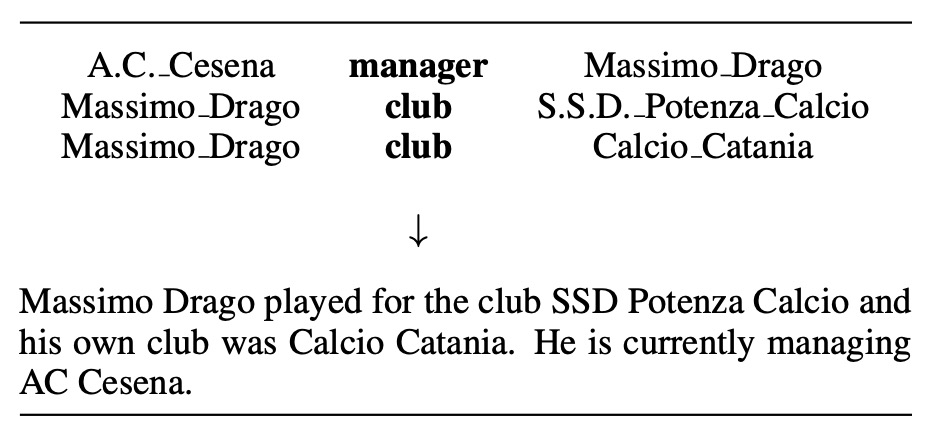 A.C._Cesena manager Massimo_Drago
Massimo_Drago club S.S.D._Potenza_Calcio
Massimo_Drago club Calcio_Catania
↓
Massimo Drago played for the club SSD Potenza Calcio and
his own club was Calcio Catania. He is currently managing
AC Cesena.